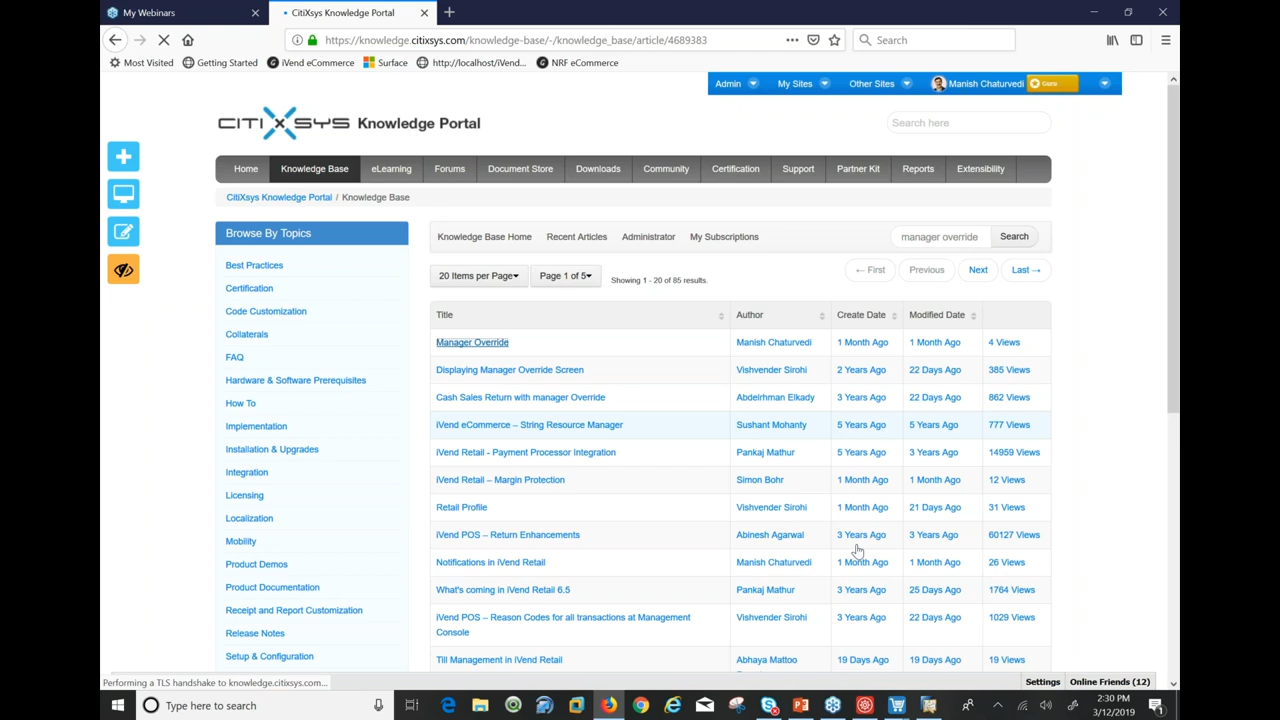 My Webinars
CitiXsys Knowledge Portal
https://knowledge.citixsys.com/knowledge-base/-/knowledge_base/article/4689383
Search
Most Visited
Getting Started
iVend eCommerce
Surface
http://localhost/iVend...
NRF eCommerce
Admin
My Sites
Other Sites
Manish Chaturvedi
Guru
CITIXSYS Knowledge Portal
Search here
Home
Knowledge Base
eLearning
Forums
Document Store
Downloads
Community
Certification
Support
Partner Kit
Reports
Extensibility
CitiXsys Knowledge Portal / Knowledge Base
Browse By Topics
Best Practices
Certification
Code Customization
Collaterals
FAQ
Hardware & Software Prerequisites
How To
Implementation
Installation & Upgrades
Integration
Licensing
Localization
Mobility
Product Demos
Product Documentation
Receipt and Report Customization
Release Notes
Setup & Configuration
Knowledge Base Home
Recent Articles
Administrator
My Subscriptions
manager override
Search
20 Items per Page
Page 1 of 5
Showing 1 - 20 of 85 results.
← First
Previous
Next
Last →
Title Author Create Date Modified Date
Manager Override Manish Chaturvedi 1 Month Ago 1 Month Ago 4 Views
Displaying Manager Override Screen Vishvender Sirohi 2 Years Ago 22 Days Ago 385 Views
Cash Sales Return with manager Override Abdelrhman Elkady 3 Years Ago 22 Days Ago 862 Views
iVend eCommerce – String Resource Manager Sushant Mohanty 5 Years Ago 5 Years Ago 777 Views
iVend Retail - Payment Processor Integration Pankaj Mathur 5 Years Ago 3 Years Ago 14959 Views
iVend Retail – Margin Protection Simon Bohr 1 Month Ago 1 Month Ago 12 Views
Retail Profile Vishvender Sirohi 1 Month Ago 21 Days Ago 31 Views
iVend POS – Return Enhancements Abinesh Agarwal 3 Years Ago 3 Years Ago 60127 Views
Notifications in iVend Retail Manish Chaturvedi 1 Month Ago 1 Month Ago 26 Views
What's coming in iVend Retail 6.5 Pankaj Mathur 3 Years Ago 25 Days Ago 1764 Views
iVend POS – Reason Codes for all transactions at Management Vishvender Sirohi 3 Years Ago 22 Days Ago 1029 Views
Console
Till Management in iVend Retail Abhaya Mattoo 19 Days Ago 19 Days Ago 19 Views
Performing a TLS handshake to knowledge.citixsys.com...
Settings
Online Friends (12)
Type here to search
2:30 PM
3/12/2019
1